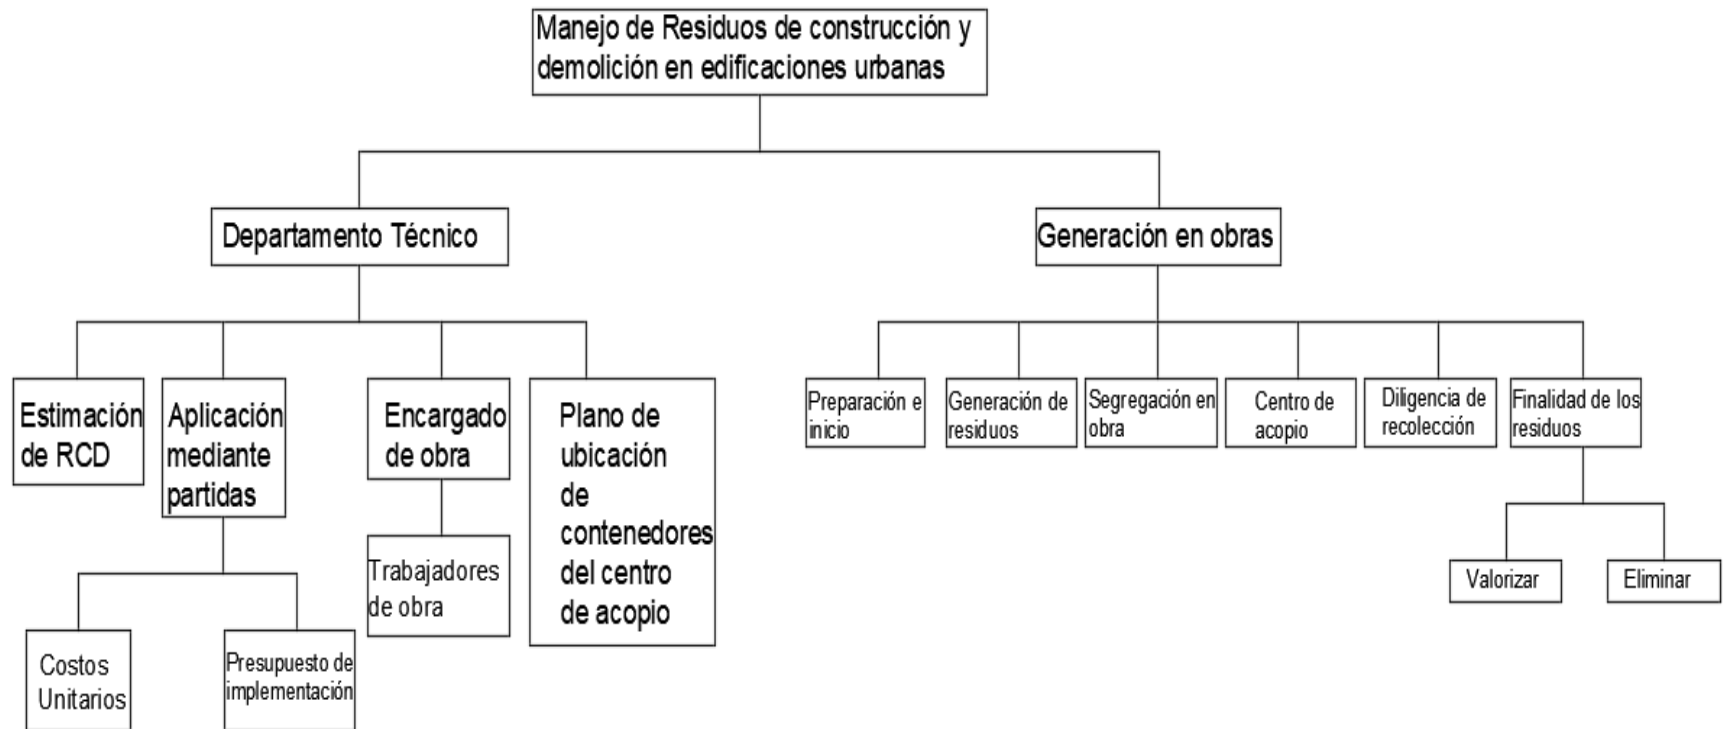 Manejo de Residuos de construcción y
demolición en edificaciones urbanas
Departamento Técnico
Generación en obras
Estimación
de RCD
Aplicación
mediante
partidas
Encargado
de obra
Plano de
ubicación
de
contenedores
del centro
de acopio
Preparación e
inicio
Generación de
residuos
Segregación en
obra
Centro de
acopio
Diligencia de
recolección
Finalidad de los
residuos
Trabajadores
de obra
Valorizar
Eliminar
Costos
Unitarios
Presupuesto de
implementación